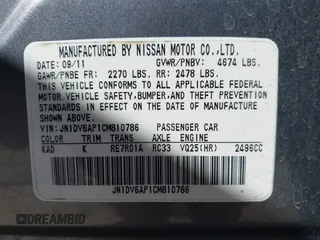 MANUFACTURED BY NISSAN MOTOR CO.,LTD.
DATE: 09/11 GVWR/PNBV: 4674 LBS.
GAWR/PNBE FR: 2270 LBS. RR: 2478 LBS.
THIS VEHICLE CONFORMS TO ALL APPLICABLE FEDERAL
MOTOR VEHICLE SAFETY, BUMPER, AND THEFT PREVENTION
STANDARDS IN EFFECT ON THE DATE OF MANUFACTURE
SHOWN ABOVE.
VIN: JN1DV6AP1CM810786 PASSENGER CAR
COLOR TRIM TRANS AXLE ENGINE
KAD K RE7R01A RC33 VQ25(HR) 2496CC
JN1DV6AP1CM810786
DREAMBID